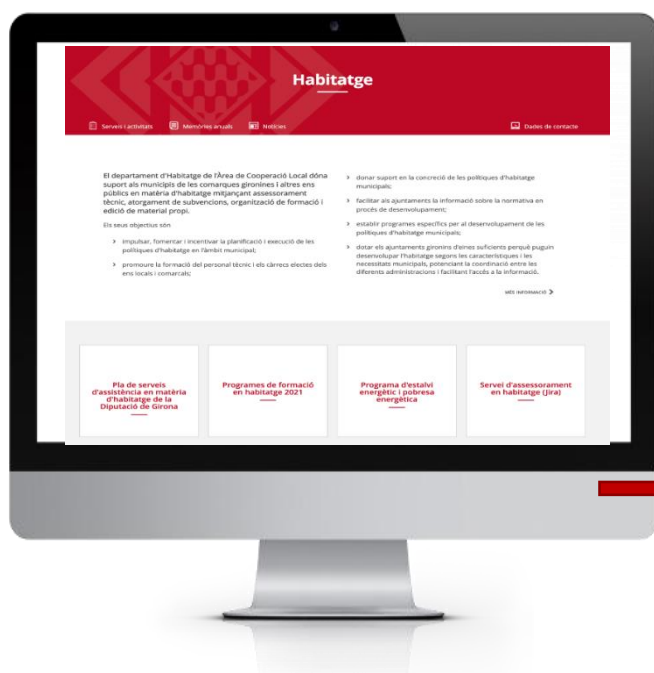 Habitatge
Serveis i activitats
Memòries anuals
Notícies
Dades de contacte
El departament d'Habitatge de l'Àrea de Cooperació Local dóna
suport als municipis de les comarques gironines i altres ens
públics en matèria d'habitatge mitjançant assessorament
tècnic, atorgament de subvencions, organització de formació i
edició de material propi.
Els seus objectius són
impulsar, fomentar i incentivar la planificació i execució de les
polítiques d'habitatge en l'àmbit municipal;
promoure la formació del personal tècnic i els càrrecs electes dels
ens locals i comarcals;
donar suport en la concreció de les polítiques d'habitatge
municipals;
facilitar als ajuntaments la informació sobre la normativa en
procés de desenvolupament;
establir programes específics per al desenvolupament de les
polítiques d'habitatge municipals;
dotar els ajuntaments gironins d'eines suficients perquè puguin
desenvolupar l'habitatge segons les característiques i les
necessitats municipals, potenciant la coordinació entre les
diferents administracions i facilitant l'accés a la informació.
MÉS INFORMACIÓ
Pla de serveis
d'assistència en matèria
d'habitatge de la
Diputació de Girona
Programes de formació
en habitatge 2021
Programa d'estalvi
energètic i pobresa
energètica
Servei d'assessorament
en habitatge (Jira)